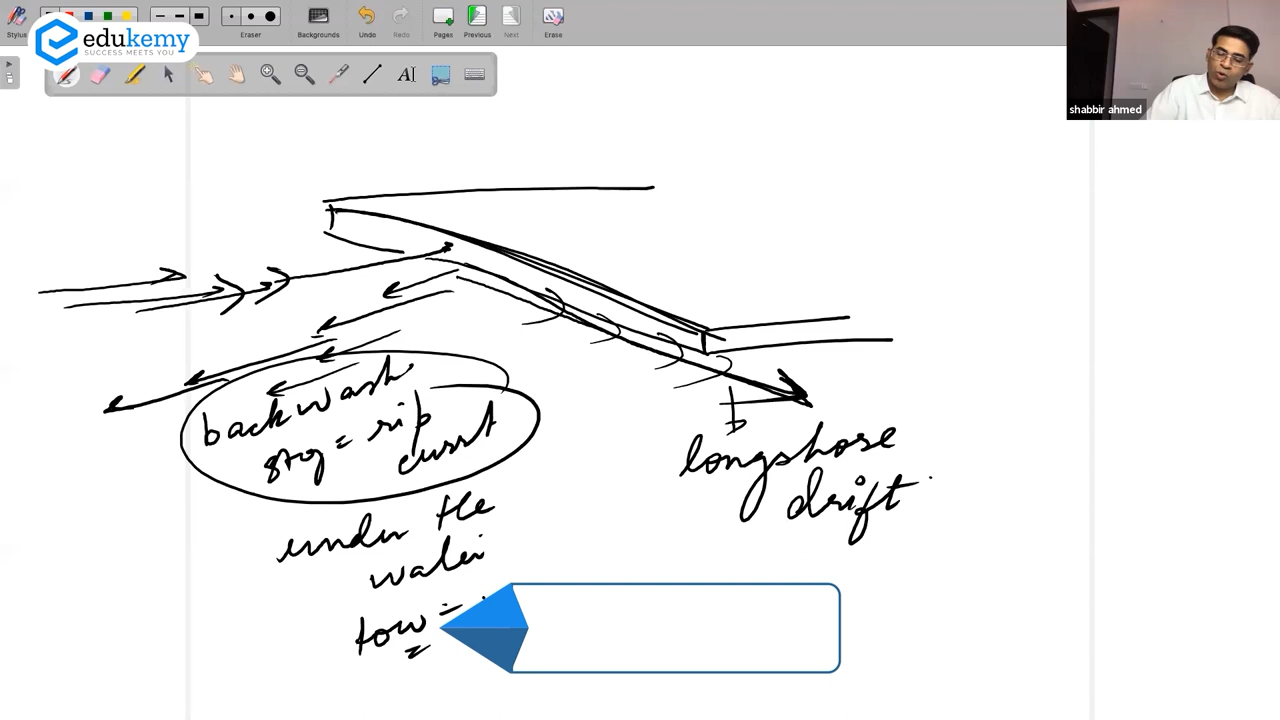 Stylus
Eraser
Backgrounds
Undo
Redo
Pages
Previous
Next
Erase
edukemy
SUCCESS MEETS YOU
AI
shabbir ahmed
backwash
= rip
longshore
drift
under the
water
tow =